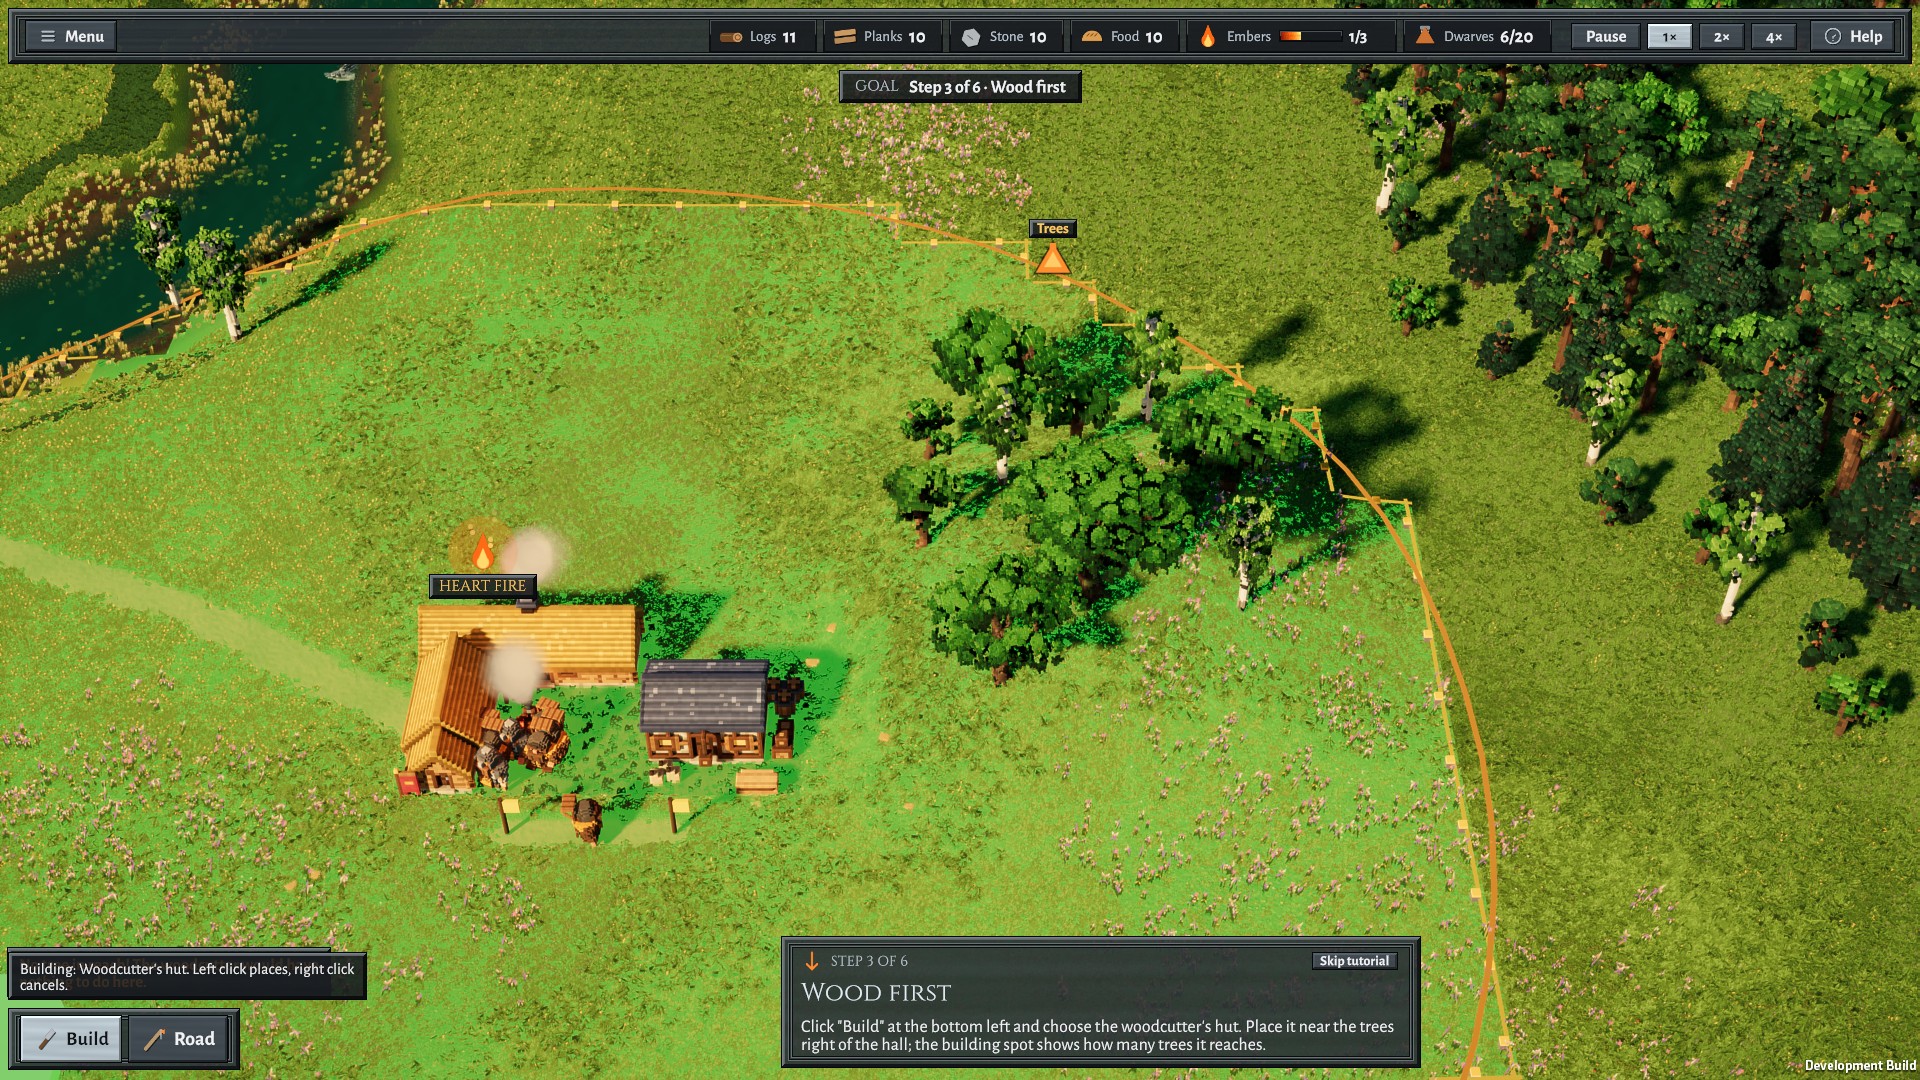 Menu
Logs 11
Planks 10
Stone 10
Food 10
Embers 1/3
Dwarves 6/20
Pause
1×
2×
4×
Help
GOAL Step 3 of 6 · Wood first
Trees
HEART FIRE
Building: Woodcutter's hut. Left click places, right click
cancels.
STEP 3 OF 6
Skip tutorial
WOOD FIRST
Click "Build" at the bottom left and choose the woodcutter's hut. Place it near the trees
right of the hall; the building spot shows how many trees it reaches.
Build
Road
Development Build